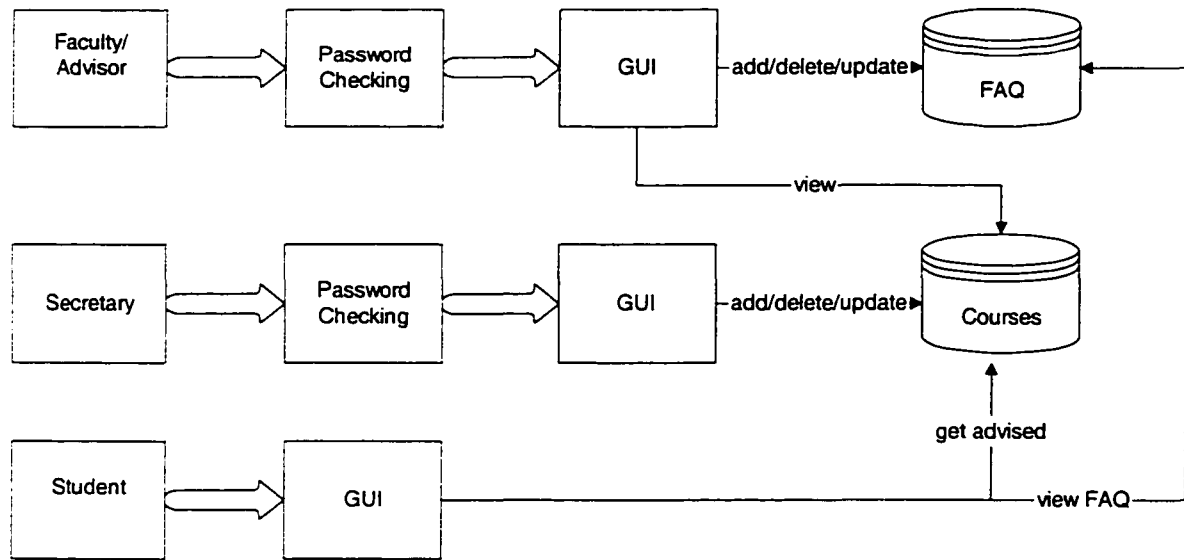 Faculty/
Advisor
Password
Checking
GUI
add/delete/update
FAQ
view
Secretary
Password
Checking
GUI
add/delete/update
Courses
get advised
Student
GUI
view FAQ